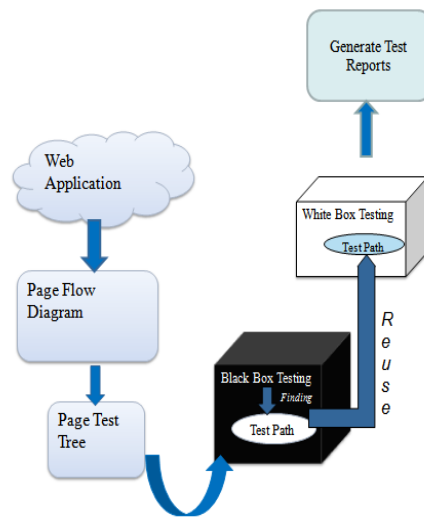 Generate Test
Reports
Web
Application
White Box Testing
Test Path
Page Flow
Diagram
Reuse
Black Box Testing
Finding
Test Path
Page Test
Tree